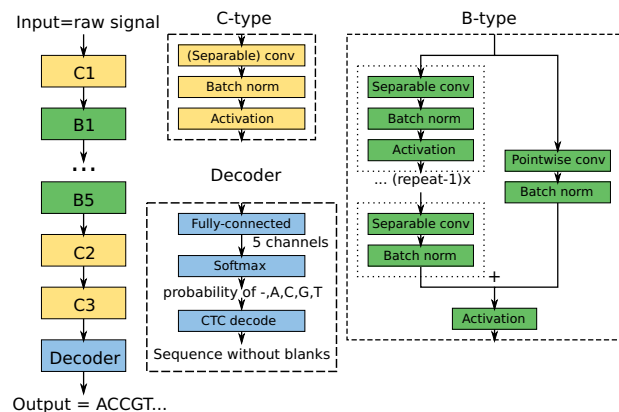 Input=raw signal
C1
B1
...
B5
C2
C3
Decoder
Output = ACCGT...
C-type
(Separable) conv
Batch norm
Activation
Decoder
Fully-connected
5 channels
Softmax
probability of -,A,C,G,T
CTC decode
Sequence without blanks
B-type
Separable conv
Batch norm
Activation
... (repeat-1)x
Separable conv
Batch norm
Pointwise conv
Batch norm
+
Activation